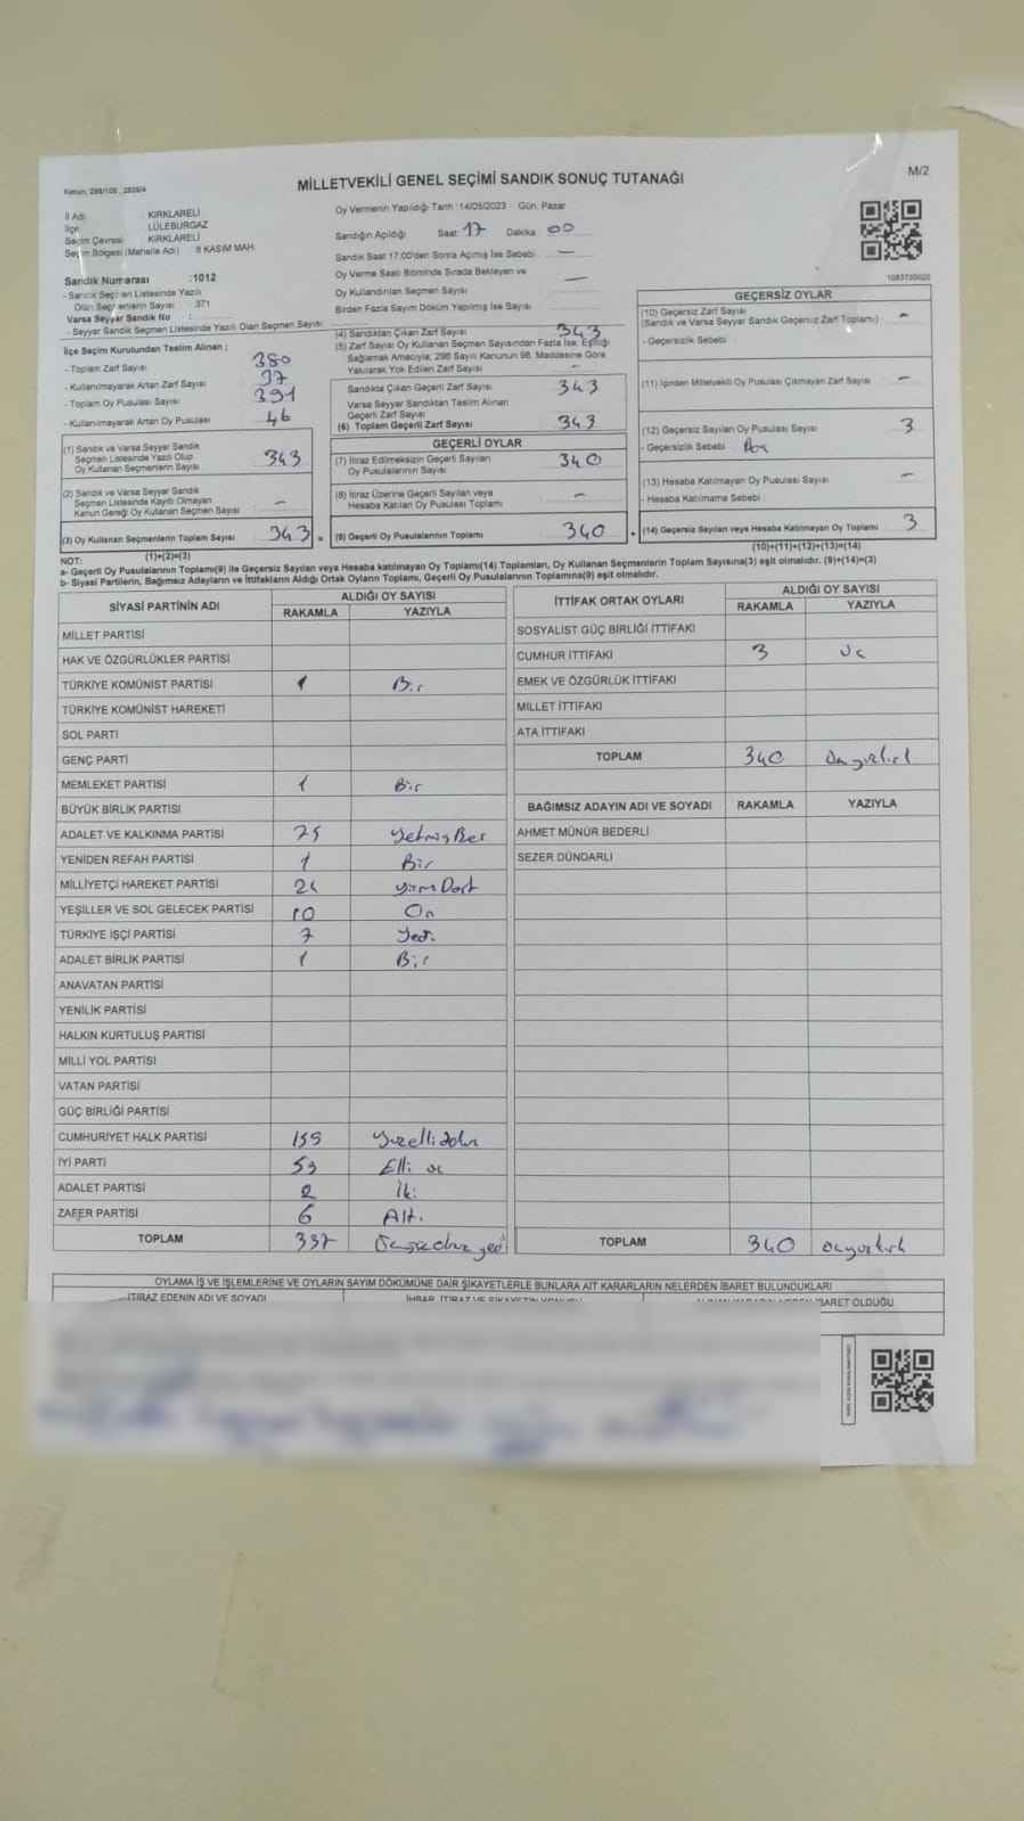 MİLLETVEKİLİ GENEL SEÇİMİ SANDIK SONUÇ TUTANAĞI
M/2
İl Adı KIRKLARELİ
İlçe LÜLEBURGAZ
Seçim Çevresi KIRKLARELİ
Seçim Bölgesi (Mahalle Adı) 8 KASIM MAH.
Sandık Numarası :1012
- Sandık Seçmen Listesinde Yazılı
Olan Seçmenlerin Sayısı 371
Varsa Seyyar Sandık No :
- Seyyar Sandık Seçmen Listesinde Yazılı Olan Seçmen Sayısı
Oy Vermenin Yapıldığı Tarih :14/05/2023 - Gün: Pazar
Sandığın Açıldığı Saat 17 Dakika 00
Sandık Saat 17.00'den Sonra Açılmış İse Sebebi —
Oy Verme Saati Bitiminde Sırada Bekleyen ve
Oy Kullandırılan Seçmen Sayısı —
Birden Fazla Sayım Döküm Yapılmış İse Sayısı
1083730020
İlçe Seçim Kurulundan Teslim Alınan :
- Toplam Zarf Sayısı 380
- Kullanılmayarak Artan Zarf Sayısı 37
- Toplam Oy Pusulası Sayısı 391
- Kullanılmayarak Artan Oy Pusulası 46
(1) Sandık ve Varsa Seyyar Sandık
Seçmen Listesinde Yazılı Olup
Oy Kullanan Seçmenlerin Sayısı 343
(2) Sandık ve Varsa Seyyar Sandık
Seçmen Listesinde Kayıtlı Olmayan
Kanun Gereği Oy Kullanan Seçmen Sayısı –
(3) Oy Kullanan Seçmenlerin Toplam Sayısı 343 =
(1)+(2)=(3)
(4) Sandıktan Çıkan Zarf Sayısı 343
(5) Zarf Sayısı Oy Kullanan Seçmen Sayısından Fazla İse, Eşitliği
Sağlamak Amacıyla; 298 Sayılı Kanunun 98. Maddesine Göre
Yakılarak Yok Edilen Zarf Sayısı –
Sandıkta Çıkan Geçerli Zarf Sayısı 343
Varsa Seyyar Sandıktan Teslim Alınan
Geçerli Zarf Sayısı
(6) Toplam Geçerli Zarf Sayısı 343
GEÇERLİ OYLAR
(7) İtiraz Edilmeksizin Geçerli Sayılan
Oy Pusulalarının Sayısı 340
(8) İtiraz Üzerine Geçerli Sayılan veya
Hesaba Katılan Oy Pusulası Toplamı –
(9) Geçerli Oy Pusulalarının Toplamı 340 +
GEÇERSİZ OYLAR
(10) Geçersiz Zarf Sayısı –
(Sandık ve Varsa Seyyar Sandık Geçersiz Zarf Toplamı)
- Geçersizlik Sebebi
(11) İçinden Milletvekili Oy Pusulası Çıkmayan Zarf Sayısı –
(12) Geçersiz Sayılan Oy Pusulası Sayısı 3
- Geçersizlik Sebebi
(13) Hesaba Katılmayan Oy Pusulası Sayısı –
- Hesaba Katılmama Sebebi
(14) Geçersiz Sayılan veya Hesaba Katılmayan Oy Toplamı 3
(10)+(11)+(12)+(13)=(14)
NOT:
a- Geçerli Oy Pusulalarının Toplamı(9) ile Geçersiz Sayılan veya Hesaba katılmayan Oy Toplamı(14) Toplamları, Oy Kullanan Seçmenlerin Toplam Sayısına(3) eşit olmalıdır. (9)+(14)=(3)
b- Siyasi Partilerin, Bağımsız Adayların ve İttifakların Aldığı Ortak Oyların Toplamı, Geçerli Oy Pusulalarının Toplamına(9) eşit olmalıdır.
SİYASİ PARTİNİN ADI ALDIĞI OY SAYISI
RAKAMLA YAZIYLA
MİLLET PARTİSİ
HAK VE ÖZGÜRLÜKLER PARTİSİ
TÜRKİYE KOMÜNİST PARTİSİ 1 Bir
TÜRKİYE KOMÜNİST HAREKETİ
SOL PARTİ
GENÇ PARTİ
MEMLEKET PARTİSİ 1 Bir
BÜYÜK BİRLİK PARTİSİ
ADALET VE KALKINMA PARTİSİ 75 YetmişBeş
YENİDEN REFAH PARTİSİ 1 Bir
MİLLİYETÇİ HAREKET PARTİSİ 24
YEŞİLLER VE SOL GELECEK PARTİSİ 10 On
TÜRKİYE İŞÇİ PARTİSİ 7 Yedi
ADALET BİRLİK PARTİSİ 1 Bir
ANAVATAN PARTİSİ
YENİLİK PARTİSİ
HALKIN KURTULUŞ PARTİSİ
MİLLİ YOL PARTİSİ
VATAN PARTİSİ
GÜÇ BİRLİĞİ PARTİSİ
CUMHURİYET HALK PARTİSİ 159
İYİ PARTİ 53 Elli üç
ADALET PARTİSİ 2 İki
ZAFER PARTİSİ 6 Altı
TOPLAM 337
İTTİFAK ORTAK OYLARI ALDIĞI OY SAYISI
RAKAMLA YAZIYLA
SOSYALİST GÜÇ BİRLİĞİ İTTİFAKI
CUMHUR İTTİFAKI 3 Üç
EMEK VE ÖZGÜRLÜK İTTİFAKI
MİLLET İTTİFAKI
ATA İTTİFAKI
TOPLAM 340
BAĞIMSIZ ADAYIN ADI VE SOYADI RAKAMLA YAZIYLA
AHMET MÜNÜR BEDERLİ
SEZER DÜNDARLI
TOPLAM 340
OYLAMA İŞ VE İŞLEMLERİNE VE OYLARIN SAYIM DÖKÜMÜNE DAİR ŞİKAYETLERLE BUNLARA AİT KARARLARIN NELERDEN İBARET BULUNDUKLARI
İTİRAZ EDENİN ADI VE SOYADI